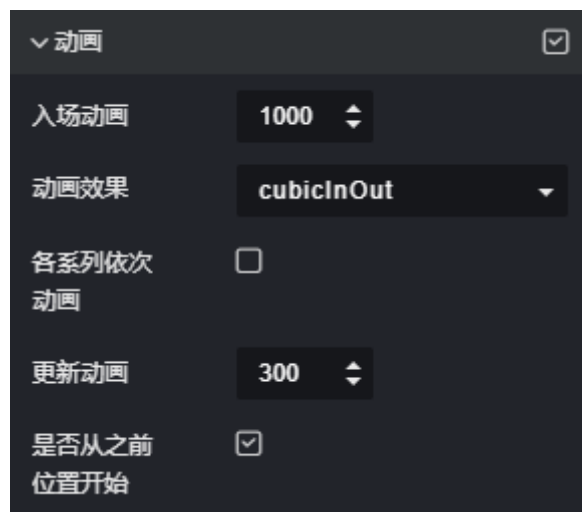 动画
入场动画 1000
动画效果 cubicInOut
各系列依次
动画
更新动画 300
是否从之前
位置开始